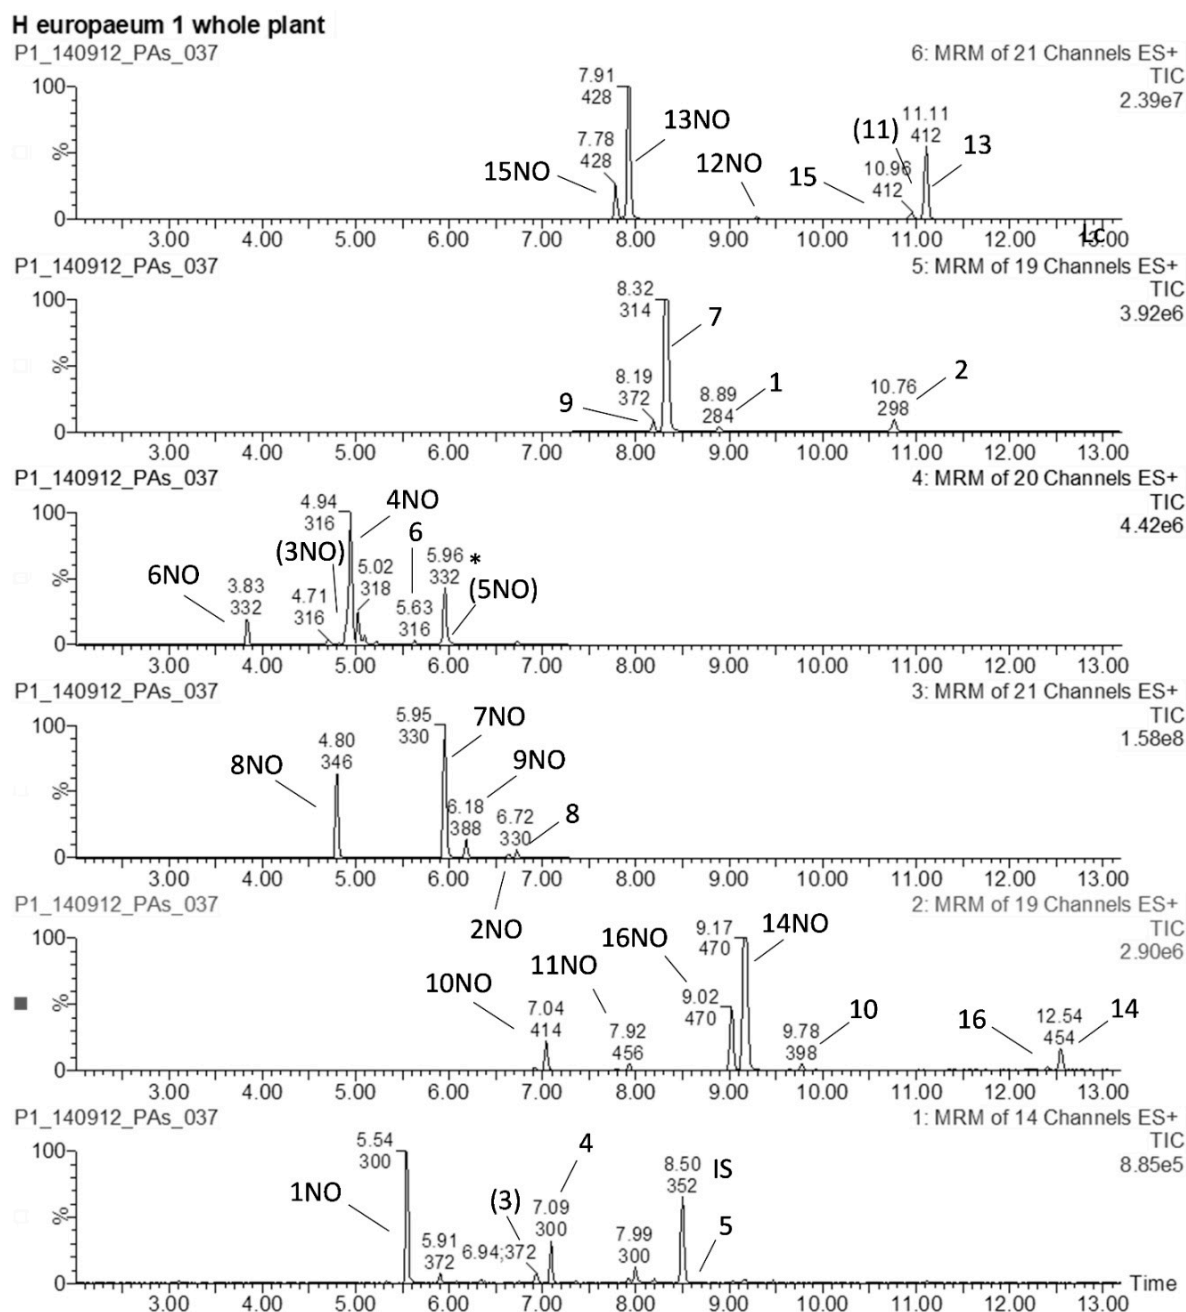 H europaeum 1 whole plant
P1_140912_PAs_037
6: MRM of 21 Channels ES+
TIC
2.39e7
100
%
0
7.91
428
7.78
428
15NO
13NO
12NO
15
(11)
10.96
412
11.11
412
13
3.00 4.00 5.00 6.00 7.00 8.00 9.00 10.00 11.00 12.00 13.00
Lc
P1_140912_PAs_037
5: MRM of 19 Channels ES+
TIC
3.92e6
100
%
0
8.32
314
7
8.19
372
9
8.89
284
1
10.76
298
2
3.00 4.00 5.00 6.00 7.00 8.00 9.00 10.00 11.00 12.00 13.00
P1_140912_PAs_037
4: MRM of 20 Channels ES+
TIC
4.42e6
100
%
0
6NO
3.83
332
(3NO)
4.71
316
4.94
316
4NO
5.02
318
6
5.63
316
5.96 *
332
(5NO)
3.00 4.00 5.00 6.00 7.00 8.00 9.00 10.00 11.00 12.00 13.00
P1_140912_PAs_037
3: MRM of 21 Channels ES+
TIC
1.58e8
100
%
0
8NO
4.80
346
5.95
330
7NO
9NO
6.18
388
6.72
330
8
3.00 4.00 5.00 6.00 7.00 8.00 9.00 10.00 11.00 12.00 13.00
2NO
P1_140912_PAs_037
2: MRM of 19 Channels ES+
TIC
2.90e6
100
%
0
10NO
7.04
414
11NO
7.92
456
16NO
9.02
470
9.17
470
14NO
9.78
398
10
16
12.54
454
14
3.00 4.00 5.00 6.00 7.00 8.00 9.00 10.00 11.00 12.00 13.00
P1_140912_PAs_037
1: MRM of 14 Channels ES+
TIC
8.85e5
100
%
0
1NO
5.54
300
5.91
372
(3)
6.94;372
4
7.09
300
7.99
300
8.50
352
IS
5
Time
3.00 4.00 5.00 6.00 7.00 8.00 9.00 10.00 11.00 12.00 13.00